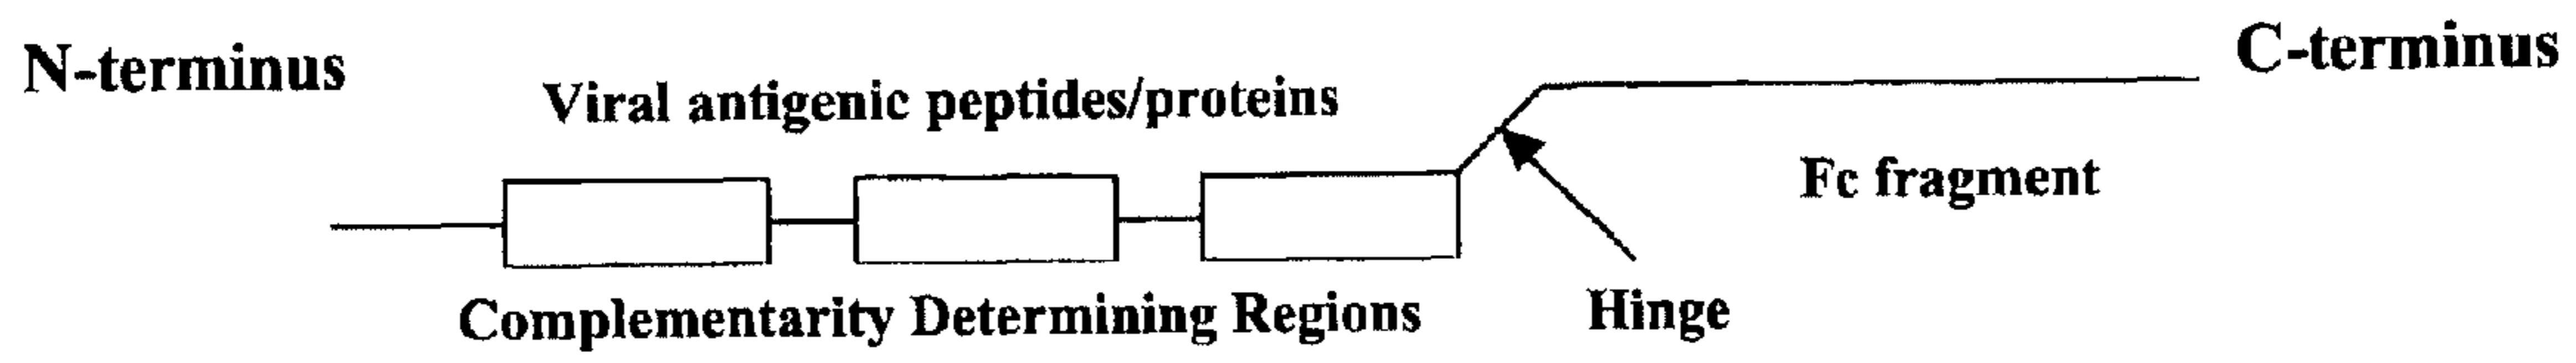 N-terminus
C-terminus
Viral antigenic peptides/proteins
Fc fragment
Complementarity Determining Regions
Hinge